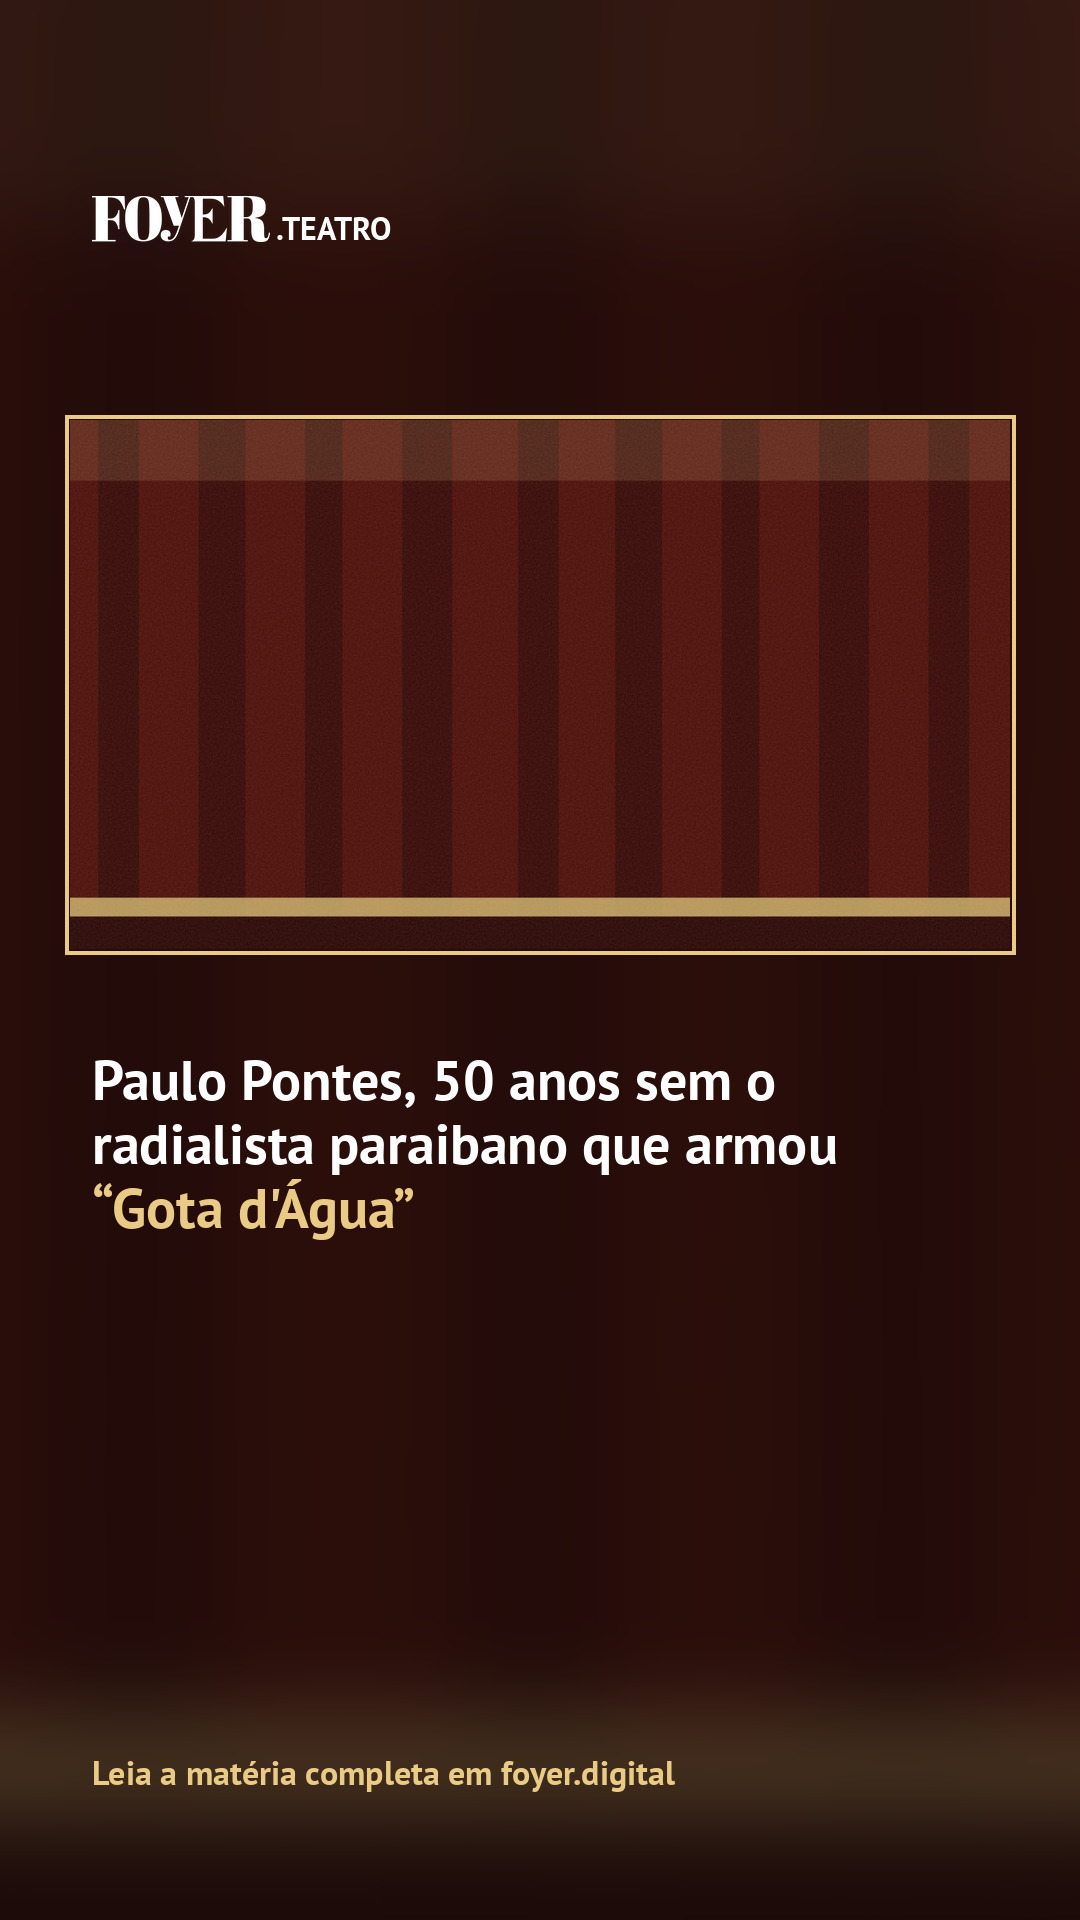 FOYER .TEATRO
Paulo Pontes, 50 anos sem o
radialista paraibano que armou
“Gota d'Água”
Leia a matéria completa em foyer.digital